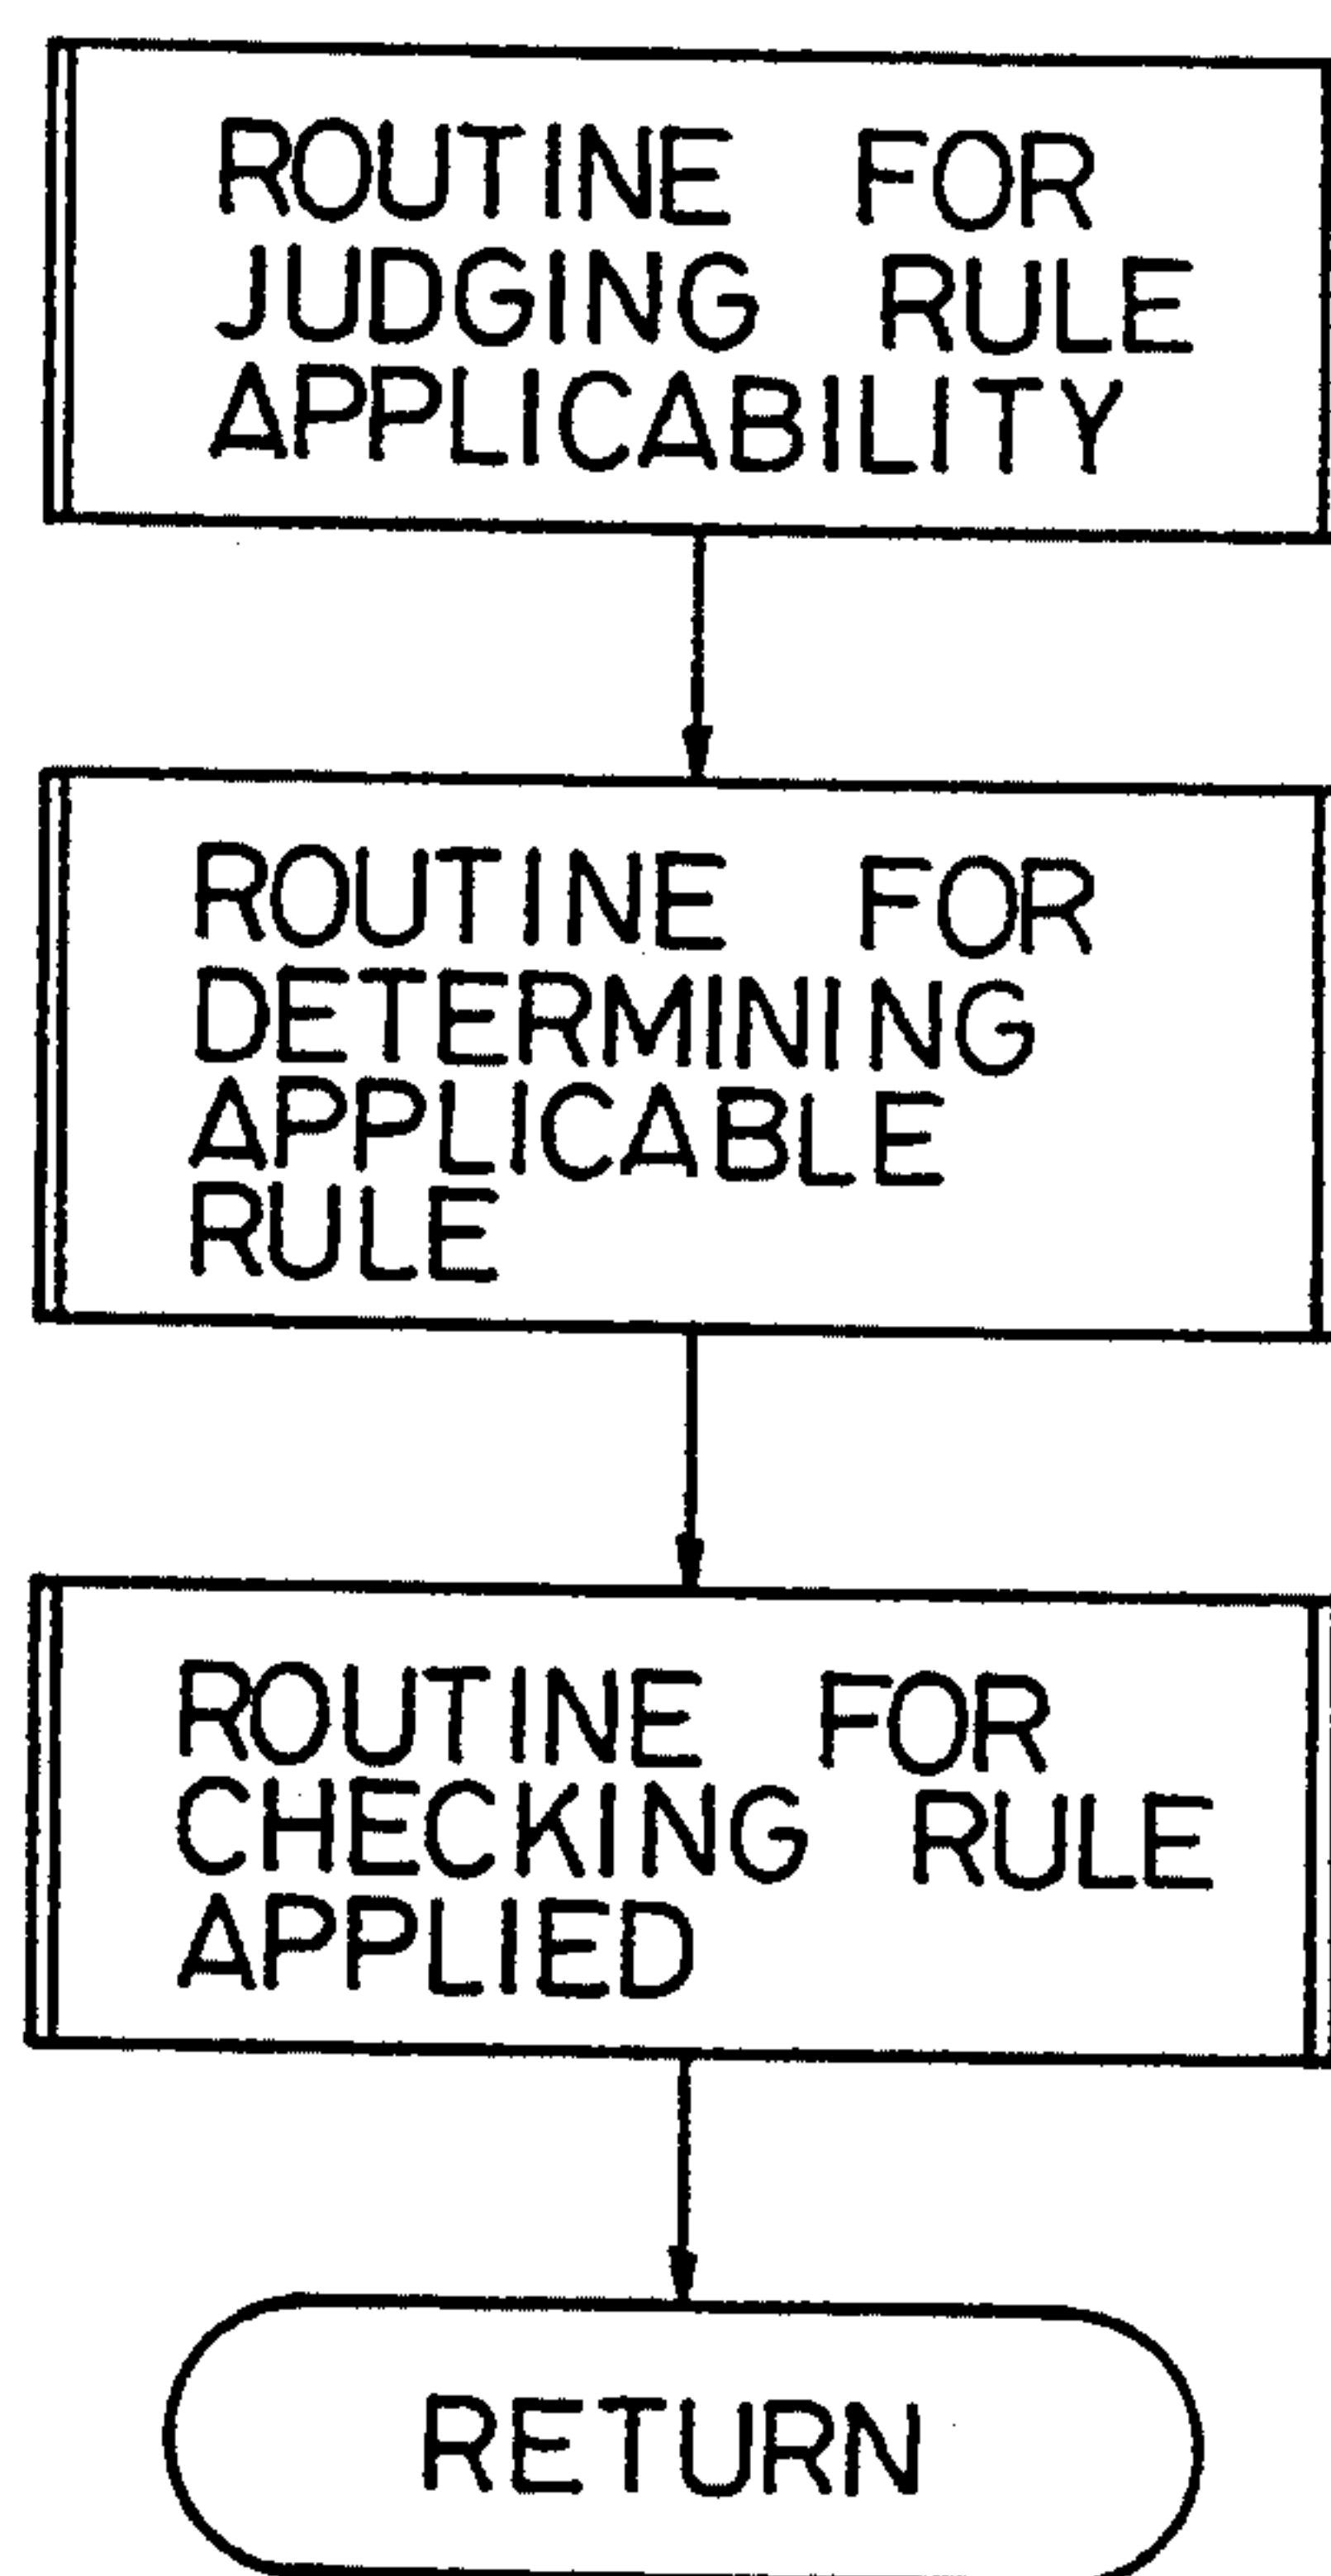 ROUTINE FOR
JUDGING RULE
APPLICABILITY
ROUTINE FOR
DETERMINING
APPLICABLE
RULE
ROUTINE FOR
CHECKING RULE
APPLIED
RETURN